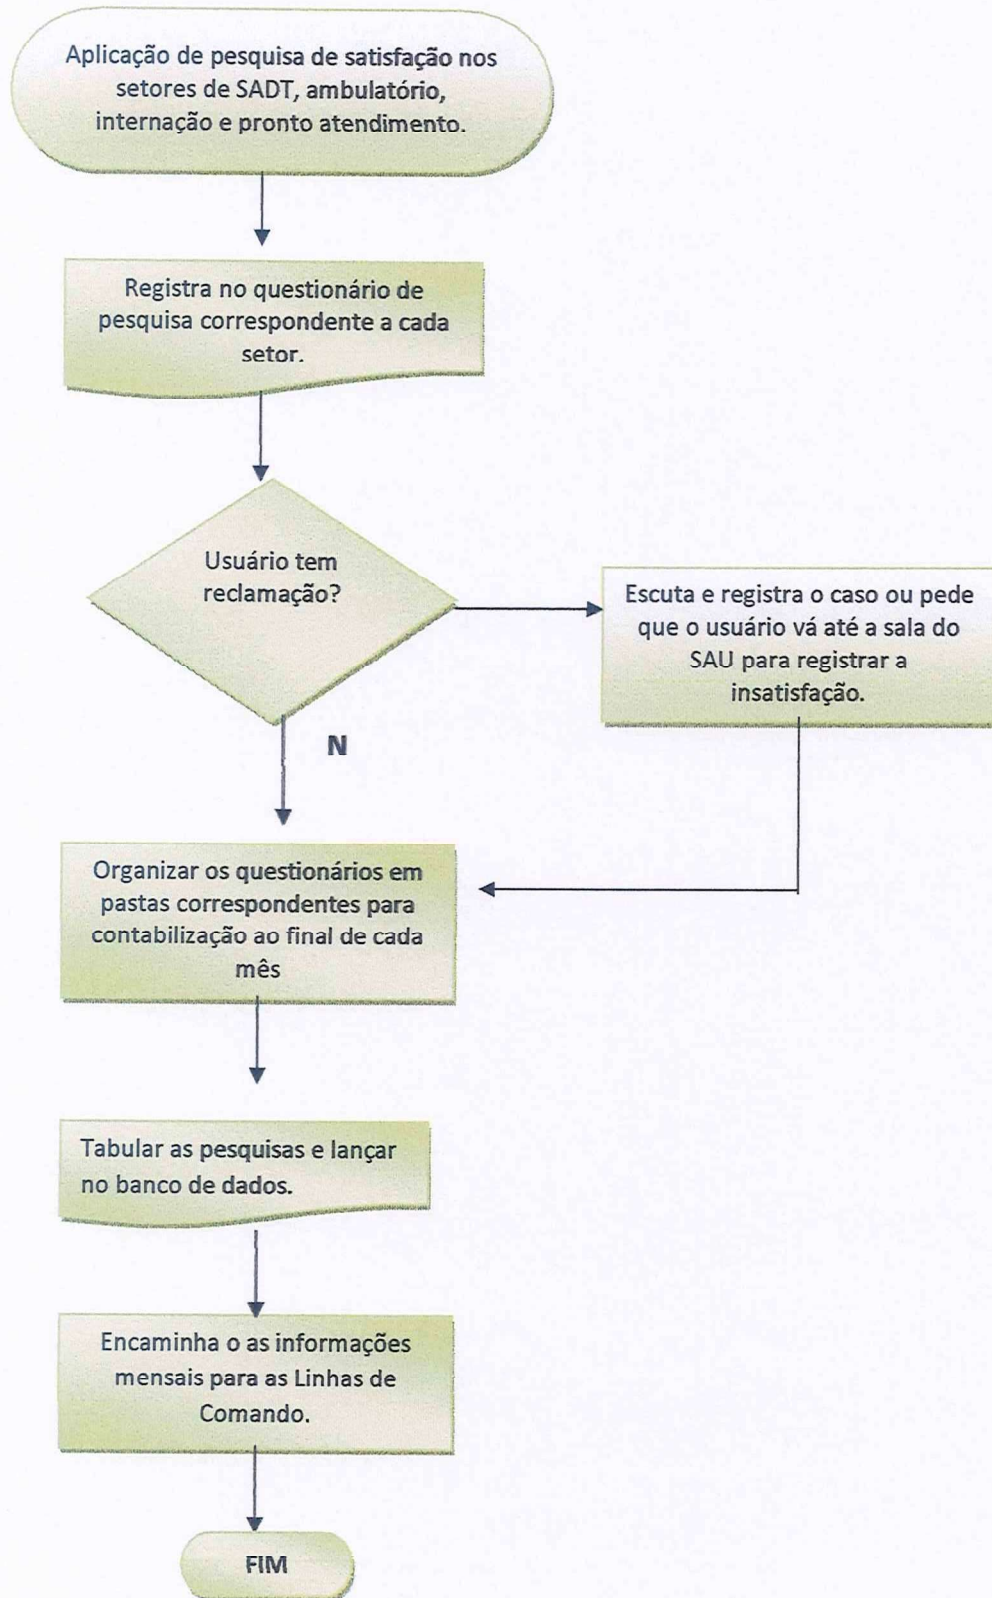 Aplicação de pesquisa de satisfação nos
setores de SADT, ambulatório,
internação e pronto atendimento.
Registra no questionário de
pesquisa correspondente a cada
setor.
Usuário tem
reclamação?
Escuta e registra o caso ou pede
que o usuário vá até a sala do
SAU para registrar a
insatisfação.
N
Organizar os questionários em
pastas correspondentes para
contabilização ao final de cada
mês
Tabular as pesquisas e lançar
no banco de dados.
Encaminha o as informações
mensais para as Linhas de
Comando.
FIM